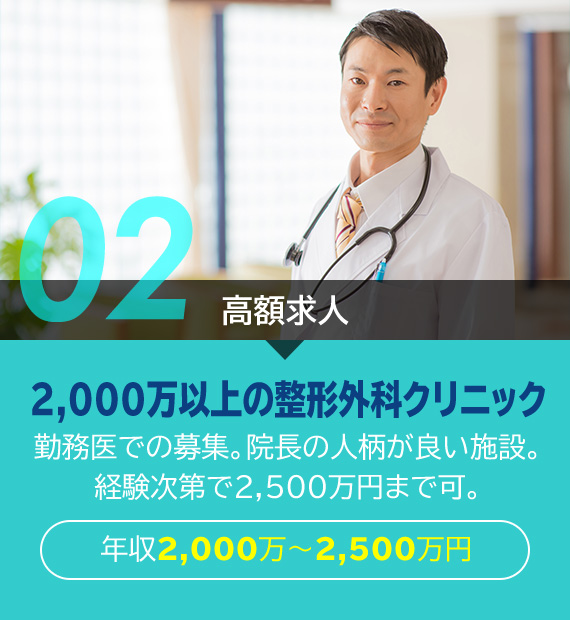 02
高額求人
2,000万以上の整形外科クリニック
勤務医での募集。院長の人柄が良い施設。
経験次第で2,500万円まで可。
年収2,000万～2,500万円